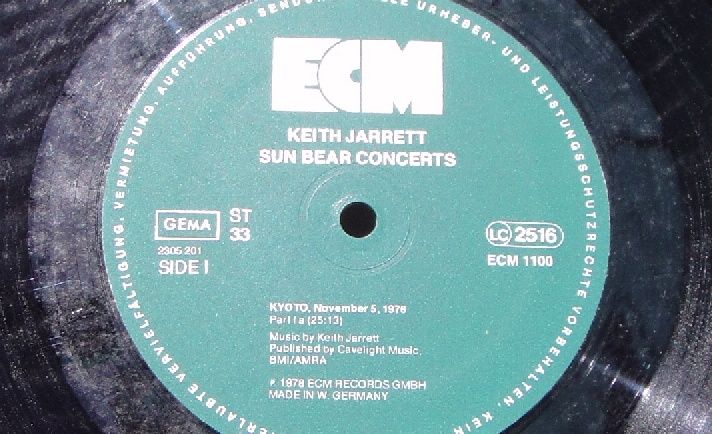 VERVIELFÄLTIGUNG, VERMIETUNG, AUFFÜHRUNG,
URHEBER- UND LEISTUNGSSCHUTZRECHTE VORBEHALTEN,
ECM
KEITH JARRETT
SUN BEAR CONCERTS
GEMA
ST
33
2305 201
SIDE I
LC 2516
ECM 1100
KYOTO, November 5, 1976
Part I a (25:13)
Music by Keith Jarrett
Published by Cavelight Music,
BMI/AMRA
℗ 1978 ECM RECORDS GMBH
MADE IN W. GERMANY